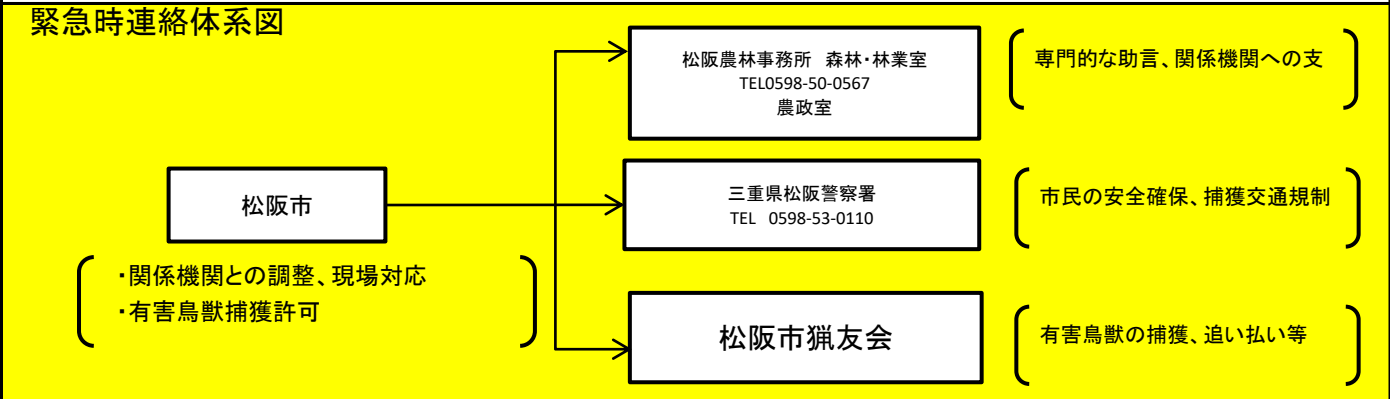 緊急時連絡体系図
松阪農林事務所 森林・林業室
TEL0598-50-0567
農政室
専門的な助言、関係機関への支
松阪市
・関係機関との調整、現場対応
・有害鳥獣捕獲許可
三重県松阪警察署
TEL 0598-53-0110
市民の安全確保、捕獲交通規制
松阪市猟友会
有害鳥獣の捕獲、追い払い等